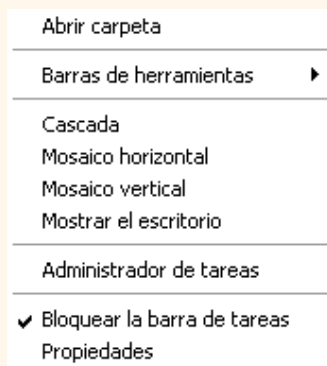 Abrir carpeta
Barras de herramientas
Cascada
Mosaico horizontal
Mosaico vertical
Mostrar el escritorio
Administrador de tareas
Bloquear la barra de tareas
Propiedades